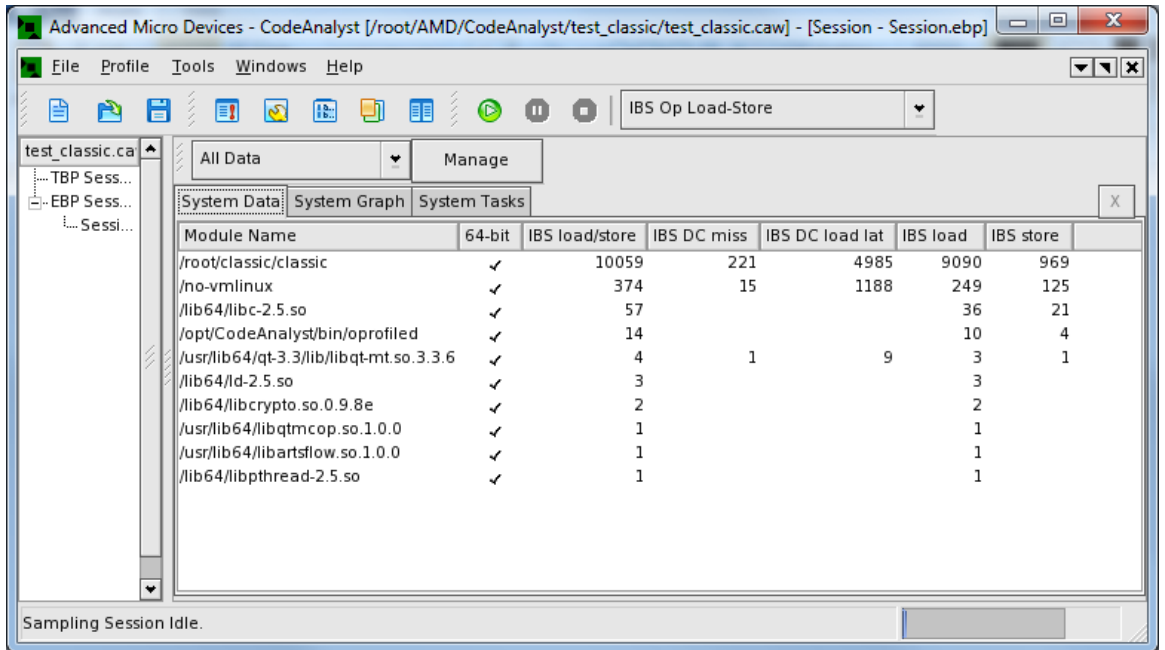 Advanced Micro Devices - CodeAnalyst [/root/AMD/CodeAnalyst/test_classic/test_classic.caw] - [Session - Session.ebp]
File Profile Tools Windows Help
IBS Op Load-Store
test_classic.ca
TBP Sess...
EBP Sess...
Sessi...
All Data Manage
System Data System Graph System Tasks X
Module Name 64-bit IBS load/store IBS DC miss IBS DC load lat IBS load IBS store
/root/classic/classic ✓ 10059 221 4985 9090 969
/no-vmlinux ✓ 374 15 1188 249 125
/lib64/libc-2.5.so ✓ 57 36 21
/opt/CodeAnalyst/bin/oprofiled ✓ 14 10 4
/usr/lib64/qt-3.3/lib/libqt-mt.so.3.3.6 ✓ 4 1 9 3 1
/lib64/ld-2.5.so ✓ 3 3
/lib64/libcrypto.so.0.9.8e ✓ 2 2
/usr/lib64/libqtmcop.so.1.0.0 ✓ 1 1
/usr/lib64/libartsflow.so.1.0.0 ✓ 1 1
/lib64/libpthread-2.5.so ✓ 1 1
Sampling Session Idle.